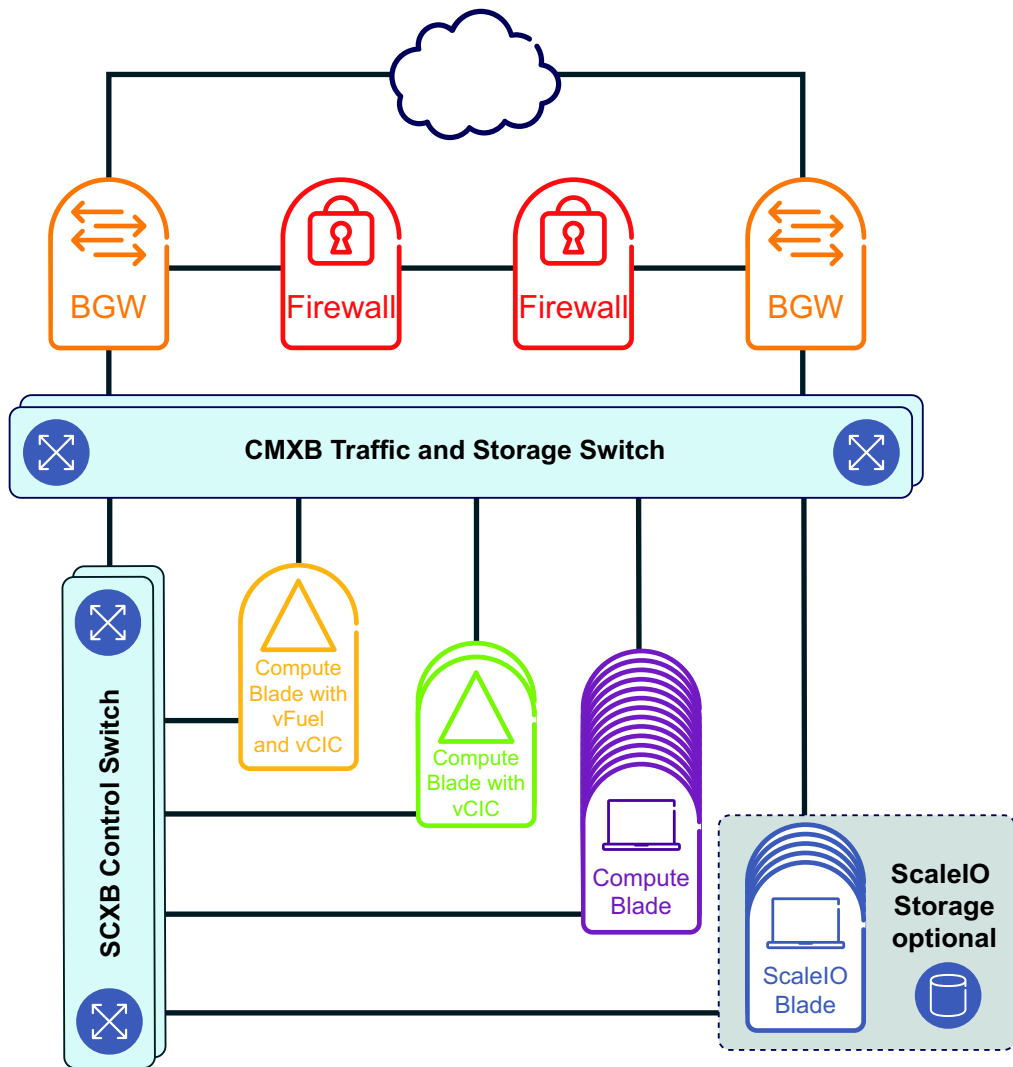 BGW
Firewall
Firewall
BGW
CMXB Traffic and Storage Switch
SCXB Control Switch
Compute
Blade with
vFuel
and vCIC
Compute
Blade with
vCIC
Compute
Blade
ScaleIO
Blade
ScaleIO
Storage
optional